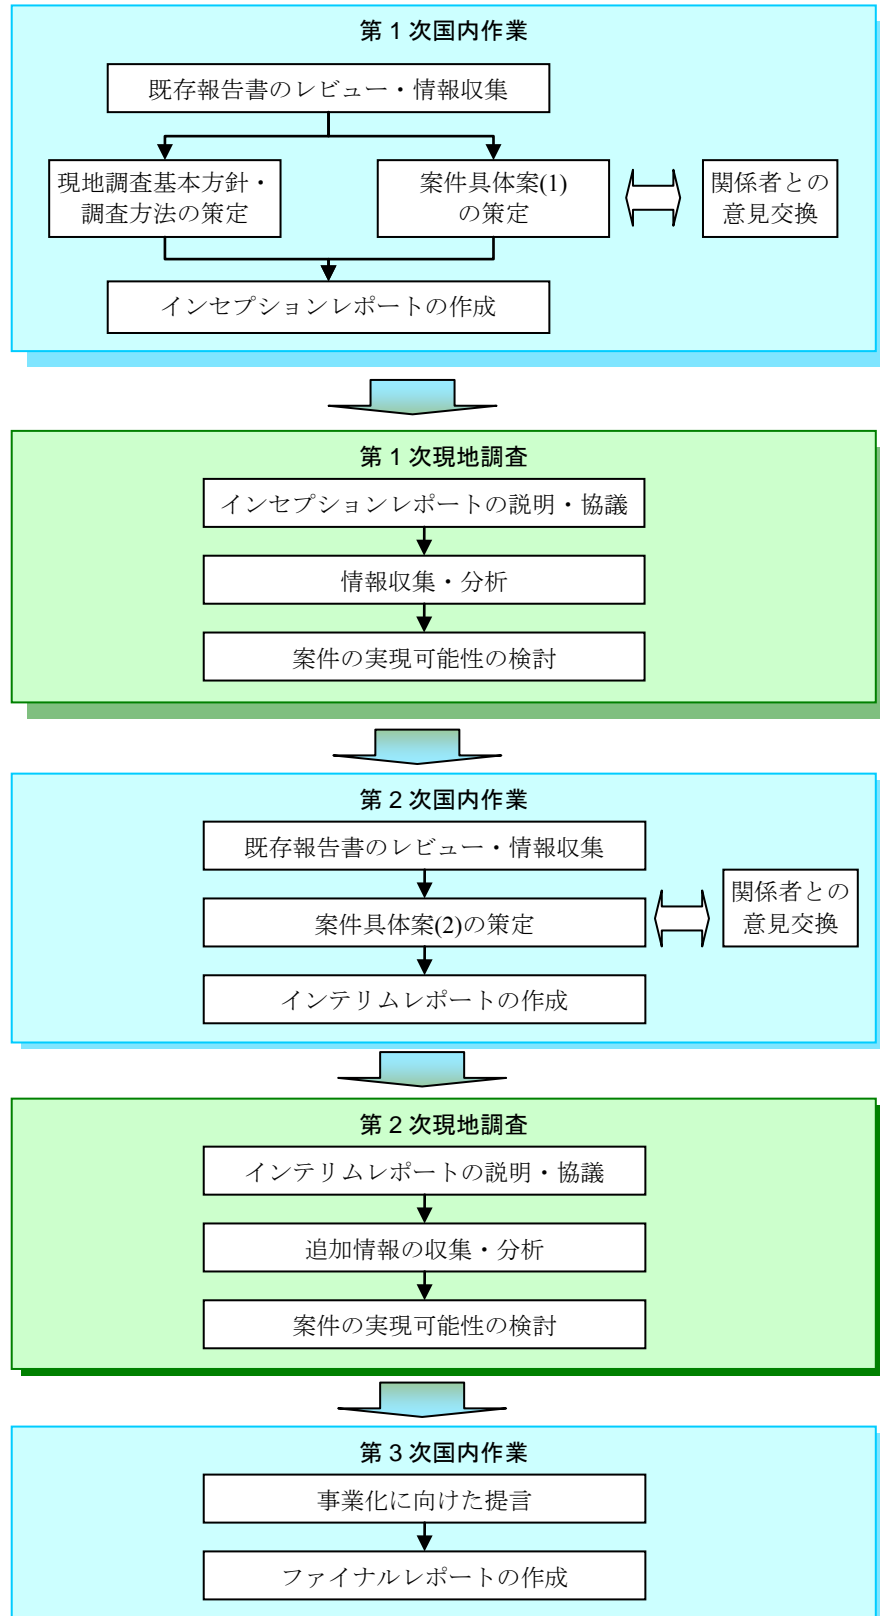 第1次国内作業
既存報告書のレビュー・情報収集
現地調査基本方針・
調査方法の策定
案件具体案(1)
の策定
関係者との
意見交換
インセプションレポートの作成
第1次現地調査
インセプションレポートの説明・協議
情報収集・分析
案件の実現可能性の検討
第2次国内作業
既存報告書のレビュー・情報収集
案件具体案(2)の策定
関係者との
意見交換
インテリムレポートの作成
第2次現地調査
インテリムレポートの説明・協議
追加情報の収集・分析
案件の実現可能性の検討
第3次国内作業
事業化に向けた提言
ファイナルレポートの作成